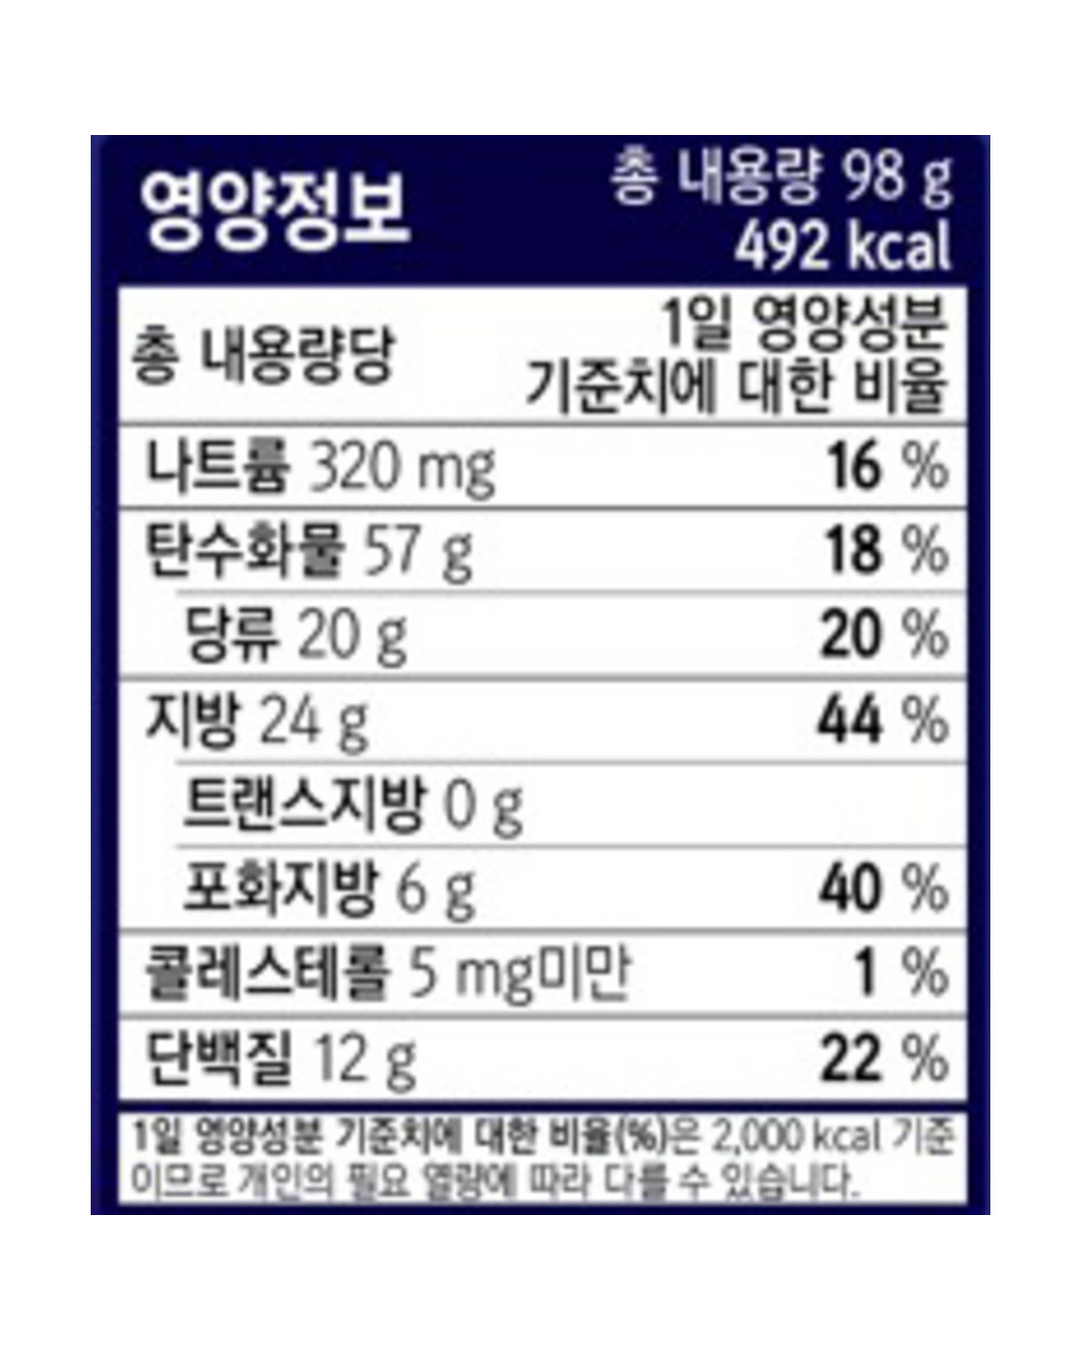 영양정보
총 내용량 98 g
492 kcal
총 내용량당
1일 영양성분
기준치에 대한 비율
나트륨 320 mg 16 %
탄수화물 57 g 18 %
당류 20 g 20 %
지방 24 g 44 %
트랜스지방 0 g
포화지방 6 g 40 %
콜레스테롤 5 mg미만 1 %
단백질 12 g 22 %
1일 영양성분 기준치에 대한 비율(%)은 2,000 kcal 기준
이므로 개인의 필요 열량에 따라 다를 수 있습니다.